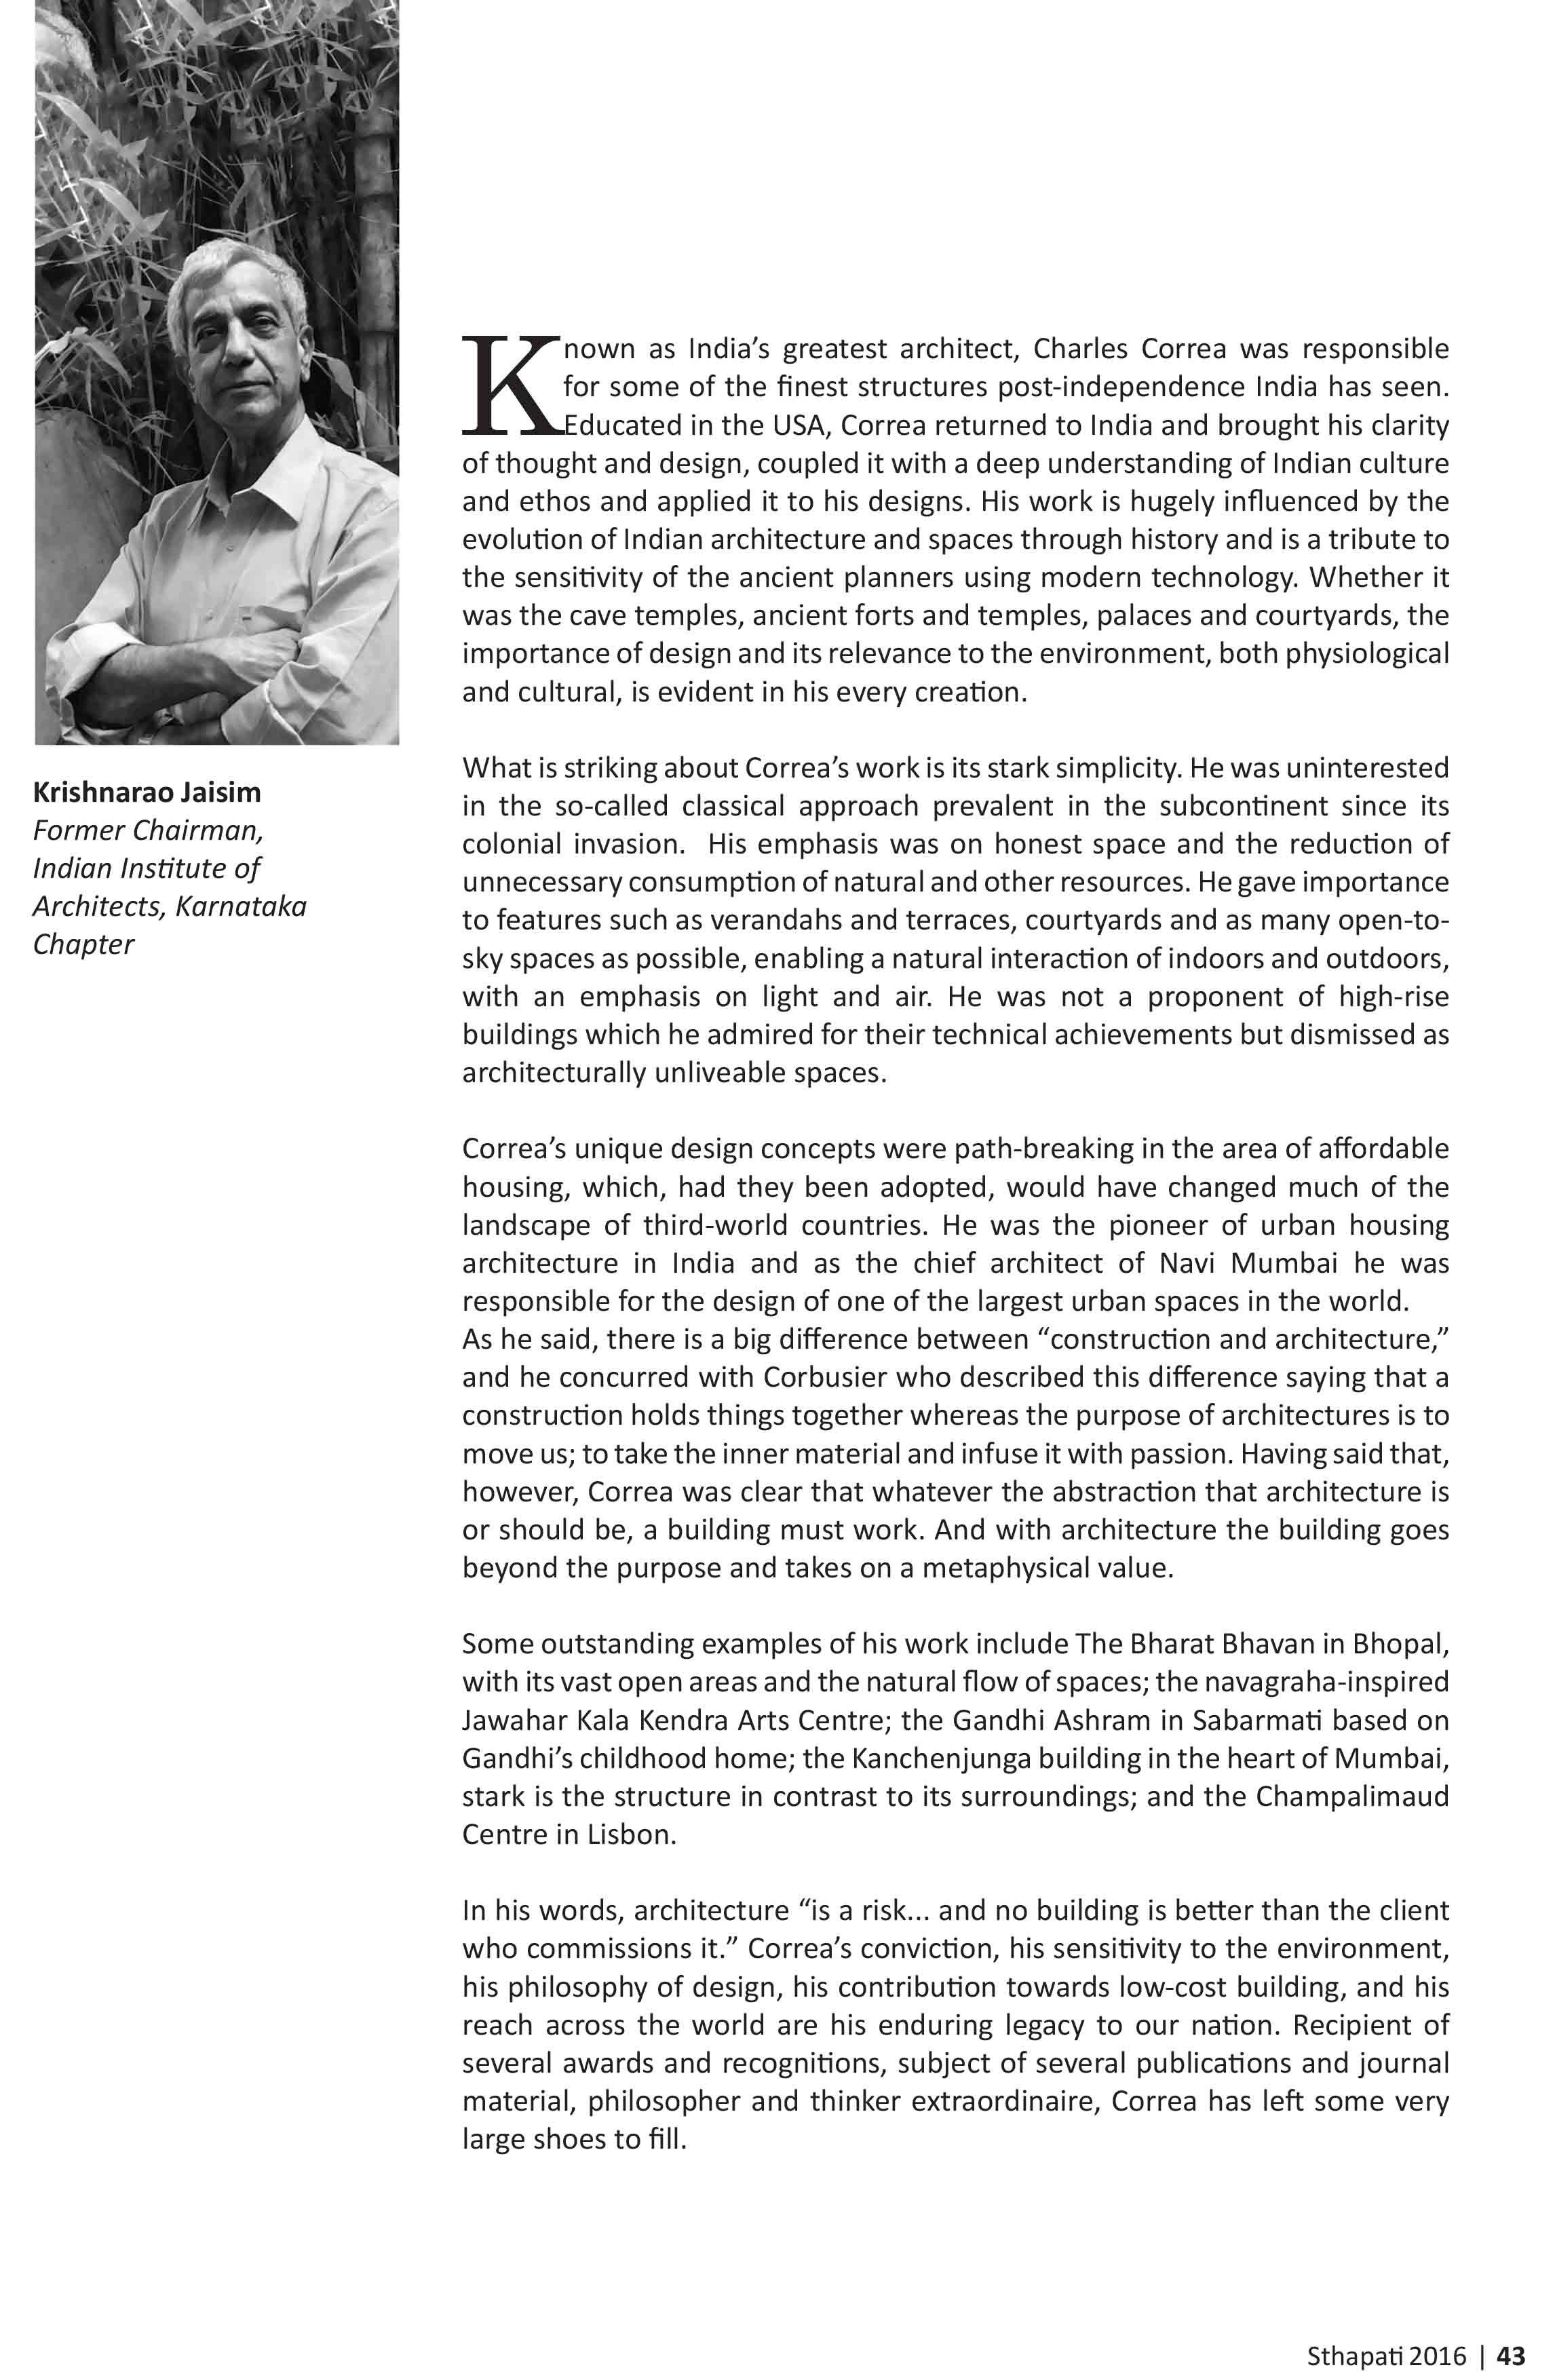 Krishnarao Jaisim
Former Chairman,
Indian Institute of
Architects, Karnataka
Chapter
Known as India’s greatest architect, Charles Correa was responsible
for some of the finest structures post-independence India has seen.
Educated in the USA, Correa returned to India and brought his clarity
of thought and design, coupled it with a deep understanding of Indian culture
and ethos and applied it to his designs. His work is hugely influenced by the
evolution of Indian architecture and spaces through history and is a tribute to
the sensitivity of the ancient planners using modern technology. Whether it
was the cave temples, ancient forts and temples, palaces and courtyards, the
importance of design and its relevance to the environment, both physiological
and cultural, is evident in his every creation.
What is striking about Correa’s work is its stark simplicity. He was uninterested
in the so-called classical approach prevalent in the subcontinent since its
colonial invasion.  His emphasis was on honest space and the reduction of
unnecessary consumption of natural and other resources. He gave importance
to features such as verandahs and terraces, courtyards and as many open-to-
sky spaces as possible, enabling a natural interaction of indoors and outdoors,
with an emphasis on light and air. He was not a proponent of high-rise
buildings which he admired for their technical achievements but dismissed as
architecturally unliveable spaces.
Correa’s unique design concepts were path-breaking in the area of affordable
housing, which, had they been adopted, would have changed much of the
landscape of third-world countries. He was the pioneer of urban housing
architecture in India and as the chief architect of Navi Mumbai he was
responsible for the design of one of the largest urban spaces in the world.
As he said, there is a big difference between “construction and architecture,”
and he concurred with Corbusier who described this difference saying that a
construction holds things together whereas the purpose of architectures is to
move us; to take the inner material and infuse it with passion. Having said that,
however, Correa was clear that whatever the abstraction that architecture is
or should be, a building must work. And with architecture the building goes
beyond the purpose and takes on a metaphysical value.
Some outstanding examples of his work include The Bharat Bhavan in Bhopal,
with its vast open areas and the natural flow of spaces; the navagraha-inspired
Jawahar Kala Kendra Arts Centre; the Gandhi Ashram in Sabarmati based on
Gandhi’s childhood home; the Kanchenjunga building in the heart of Mumbai,
stark is the structure in contrast to its surroundings; and the Champalimaud
Centre in Lisbon.
In his words, architecture “is a risk... and no building is better than the client
who commissions it.” Correa’s conviction, his sensitivity to the environment,
his philosophy of design, his contribution towards low-cost building, and his
reach across the world are his enduring legacy to our nation. Recipient of
several awards and recognitions, subject of several publications and journal
material, philosopher and thinker extraordinaire, Correa has left some very
large shoes to fill.
Sthapati 2016 | 43